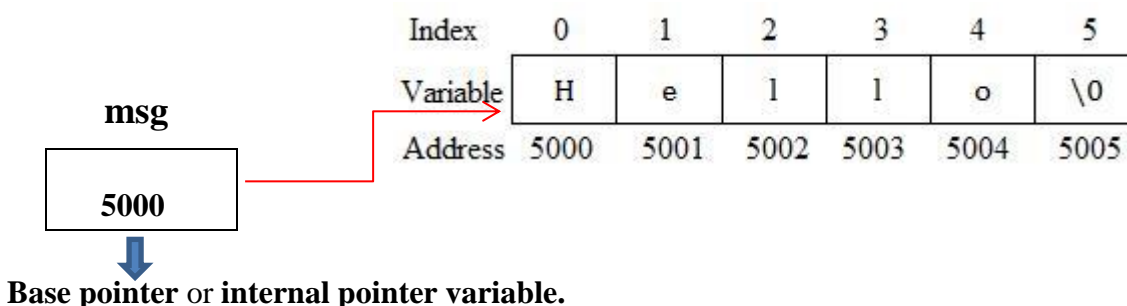 Index 0 1 2 3 4 5
Variable H e l l o \0
msg
Address 5000 5001 5002 5003 5004 5005
5000
Base pointer or internal pointer variable.